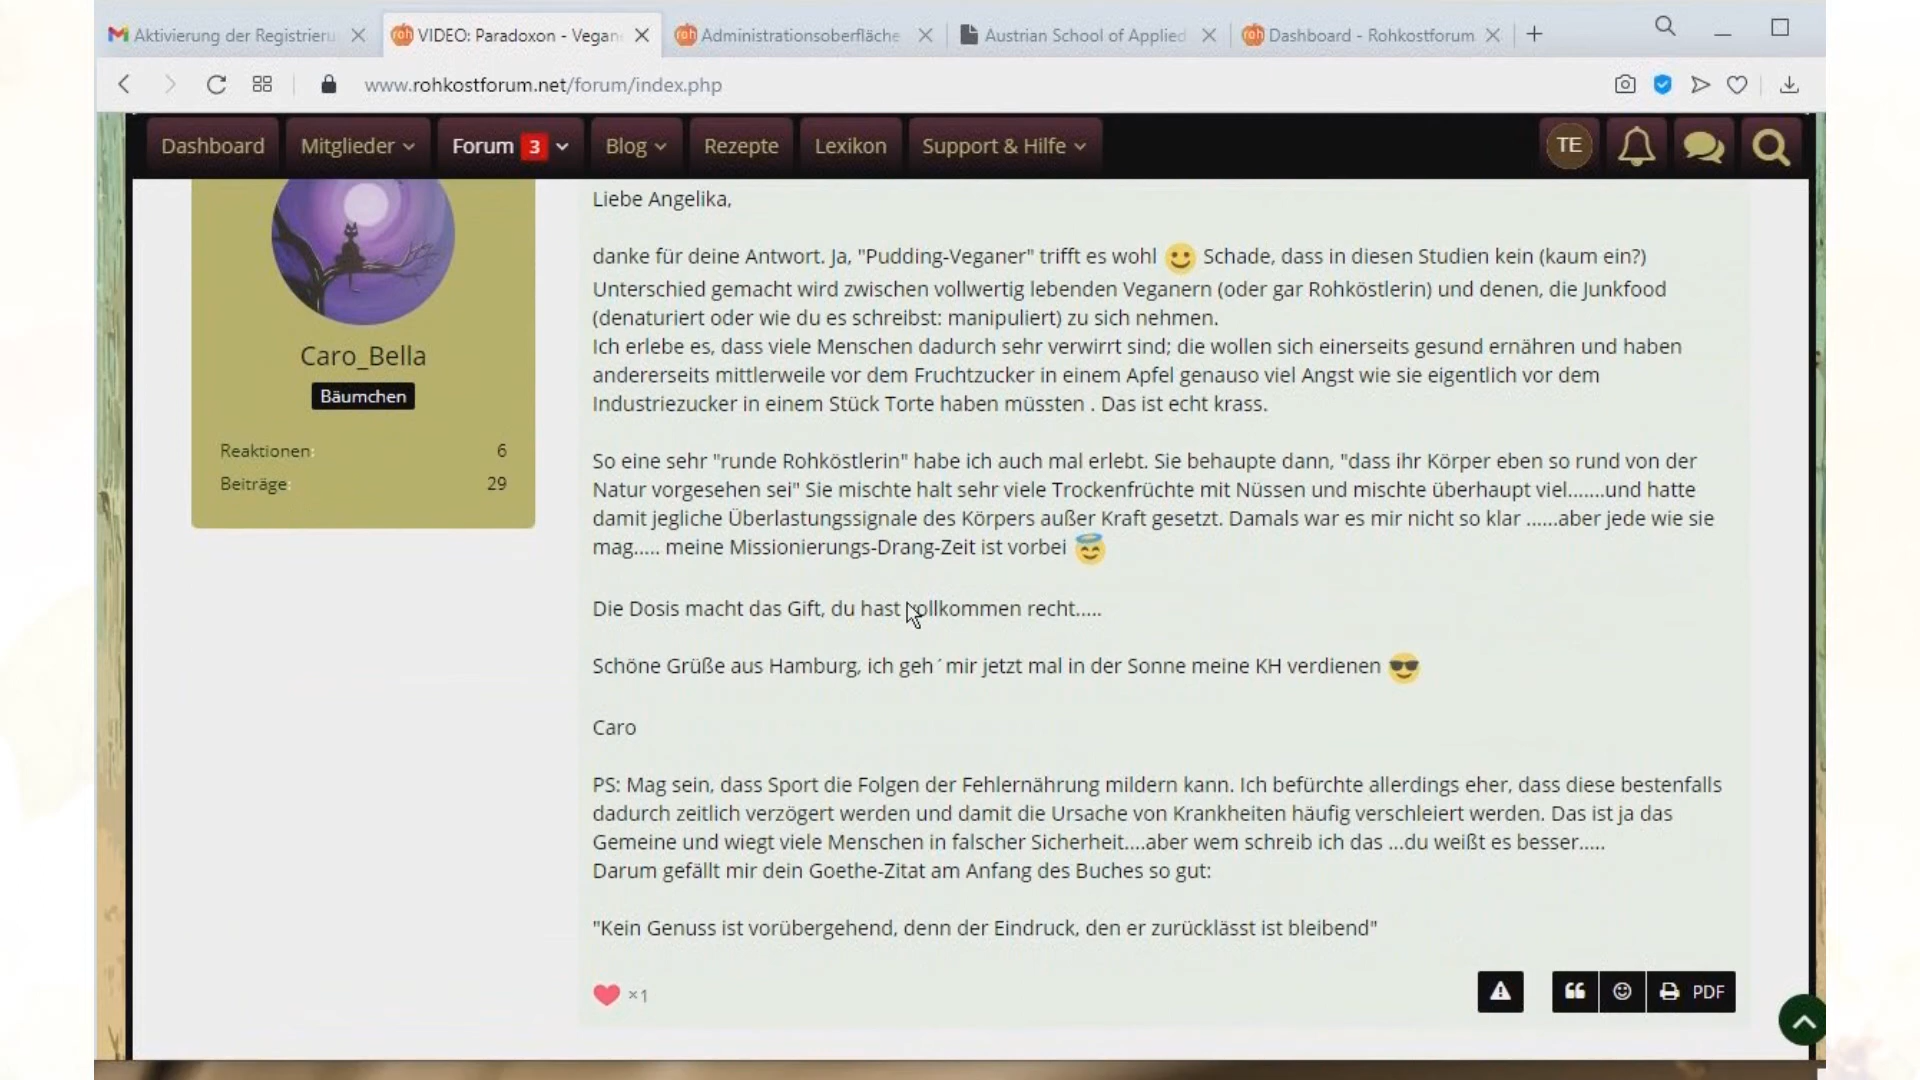 Aktivierung der Registrieru
VIDEO: Paradoxon - Vegan
Administrationsoberfläche
Austrian School of Applied
Dashboard - Rohkostforum
www.rohkostforum.net/forum/index.php
Dashboard
Mitglieder
Forum 3
Blog
Rezepte
Lexikon
Support & Hilfe
TE
Caro_Bella
Bäumchen
Reaktionen: 6
Beiträge: 29
Liebe Angelika,
danke für deine Antwort. Ja, "Pudding-Veganer" trifft es wohl 🙂 Schade, dass in diesen Studien kein (kaum ein?)
Unterschied gemacht wird zwischen vollwertig lebenden Veganern (oder gar Rohköstlerin) und denen, die Junkfood
(denaturiert oder wie du es schreibst: manipuliert) zu sich nehmen.
Ich erlebe es, dass viele Menschen dadurch sehr verwirrt sind; die wollen sich einerseits gesund ernähren und haben
andererseits mittlerweile vor dem Fruchtzucker in einem Apfel genauso viel Angst wie sie eigentlich vor dem
Industriezucker in einem Stück Torte haben müssten . Das ist echt krass.
So eine sehr "runde Rohköstlerin" habe ich auch mal erlebt. Sie behaupte dann, "dass ihr Körper eben so rund von der
Natur vorgesehen sei" Sie mischte halt sehr viele Trockenfrüchte mit Nüssen und mischte überhaupt viel.......und hatte
damit jegliche Überlastungssignale des Körpers außer Kraft gesetzt. Damals war es mir nicht so klar ......aber jede wie sie
mag..... meine Missionierungs-Drang-Zeit ist vorbei 😇
Die Dosis macht das Gift, du hast vollkommen recht.....
Schöne Grüße aus Hamburg, ich geh´mir jetzt mal in der Sonne meine KH verdienen 😎
Caro
PS: Mag sein, dass Sport die Folgen der Fehlernährung mildern kann. Ich befürchte allerdings eher, dass diese bestenfalls
dadurch zeitlich verzögert werden und damit die Ursache von Krankheiten häufig verschleiert werden. Das ist ja das
Gemeine und wiegt viele Menschen in falscher Sicherheit....aber wem schreib ich das ...du weißt es besser.....
Darum gefällt mir dein Goethe-Zitat am Anfang des Buches so gut:
"Kein Genuss ist vorübergehend, denn der Eindruck, den er zurücklässt ist bleibend"
×1
PDF